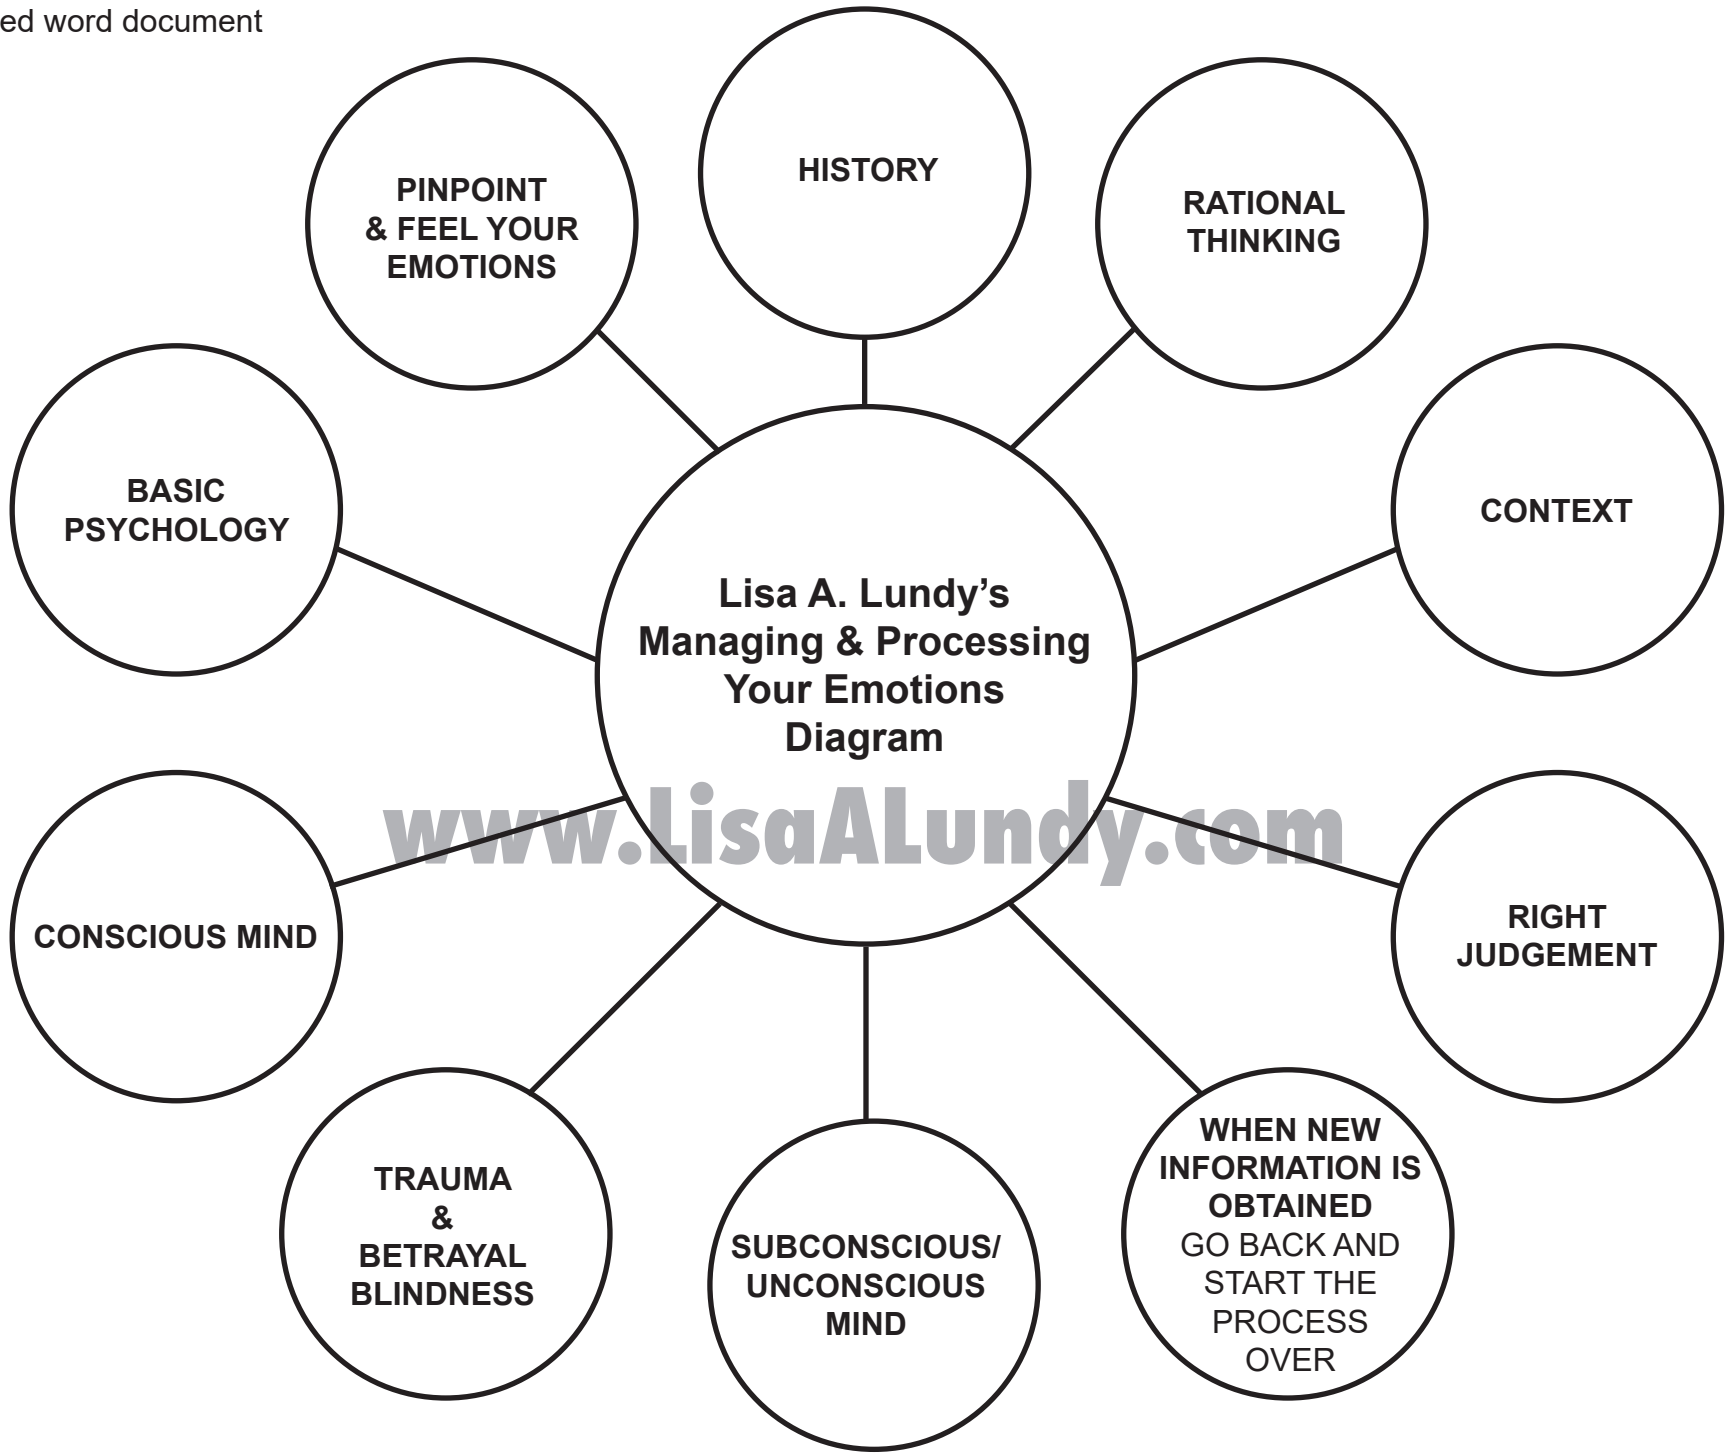 ed word document
HISTORY
PINPOINT
& FEEL YOUR
EMOTIONS
RATIONAL
THINKING
BASIC
PSYCHOLOGY
CONTEXT
Lisa A. Lundy’s
Managing & Processing
Your Emotions
Diagram
www.LisaALundy.com
CONSCIOUS MIND
RIGHT
JUDGEMENT
TRAUMA
&
BETRAYAL
BLINDNESS
SUBCONSCIOUS/
UNCONSCIOUS
MIND
WHEN NEW
INFORMATION IS
OBTAINED
GO BACK AND
START THE
PROCESS
OVER